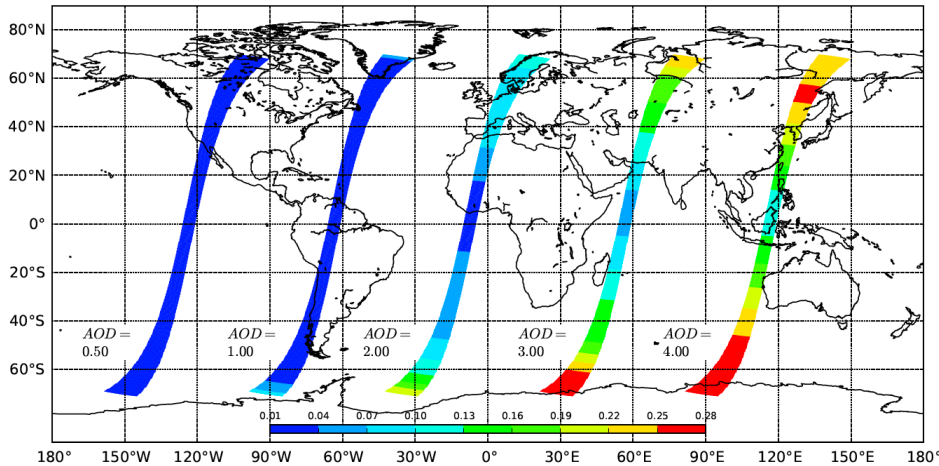 80°N
60°N
40°N
20°N
0°
20°S
40°S
60°S
AOD = AOD = AOD = AOD = AOD =
0.50 1.00 2.00 3.00 4.00
0.01 0.04 0.07 0.10 0.13 0.16 0.19 0.22 0.25 0.28
180° 150°W 120°W 90°W 60°W 30°W 0° 30°E 60°E 90°E 120°E 150°E 180°